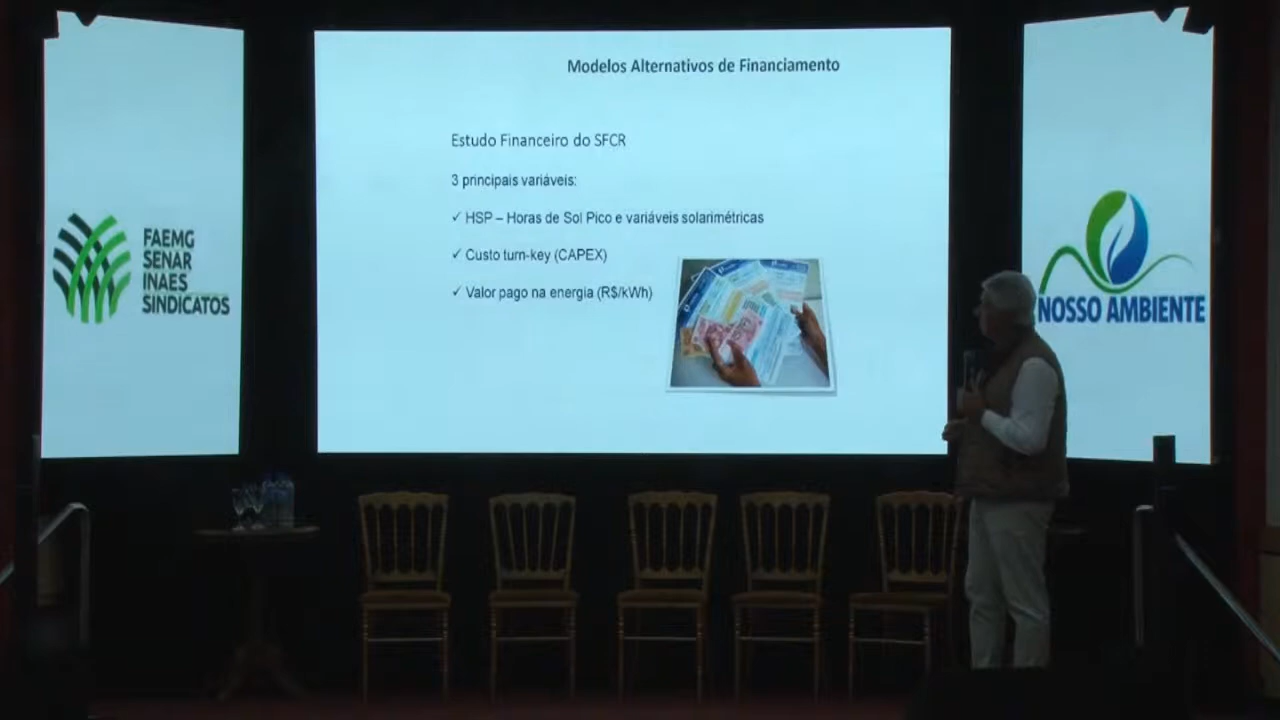 FAEMG
SENAR
INAES
SINDICATOS
Modelos Alternativos de Financiamento
Estudo Financeiro do SFCR
3 principais variáveis:
✓ HSP – Horas de Sol Pico e variáveis solarimétricas
✓ Custo turn-key (CAPEX)
✓ Valor pago na energia (R$/kWh)
NOSSO AMBIENTE